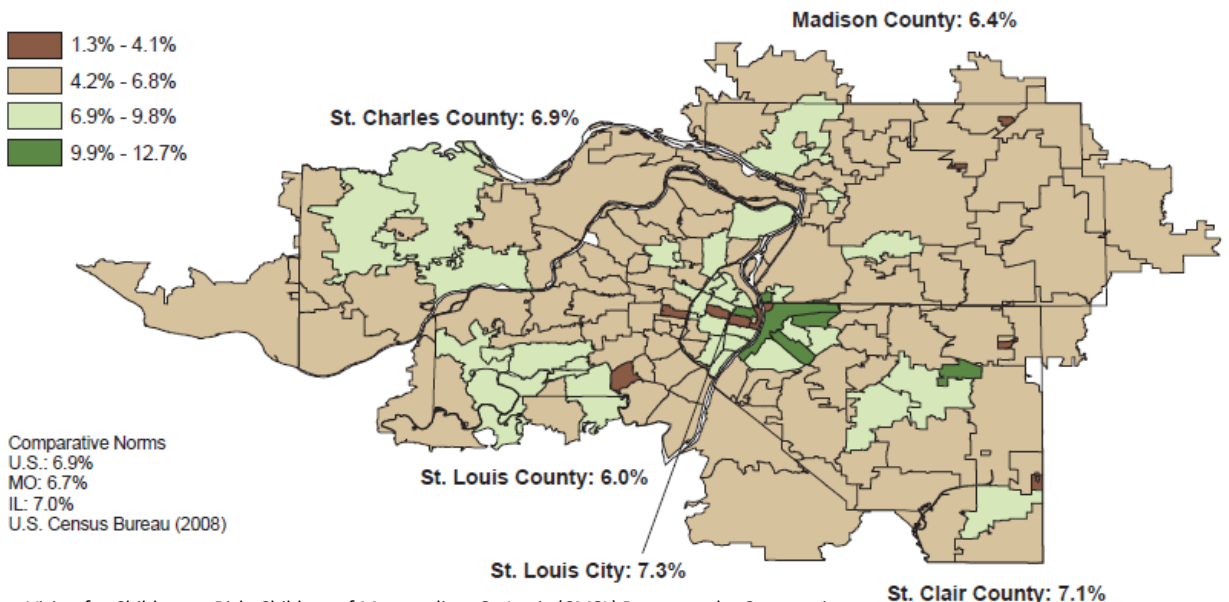 Madison County: 6.4%
1.3% - 4.1%
4.2% - 6.8%
6.9% - 9.8%
9.9% - 12.7%
St. Charles County: 6.9%
Comparative Norms
U.S.: 6.9%
MO: 6.7%
IL: 7.0%
U.S. Census Bureau (2008)
St. Louis County: 6.0%
St. Louis City: 7.3%
St. Clair County: 7.1%